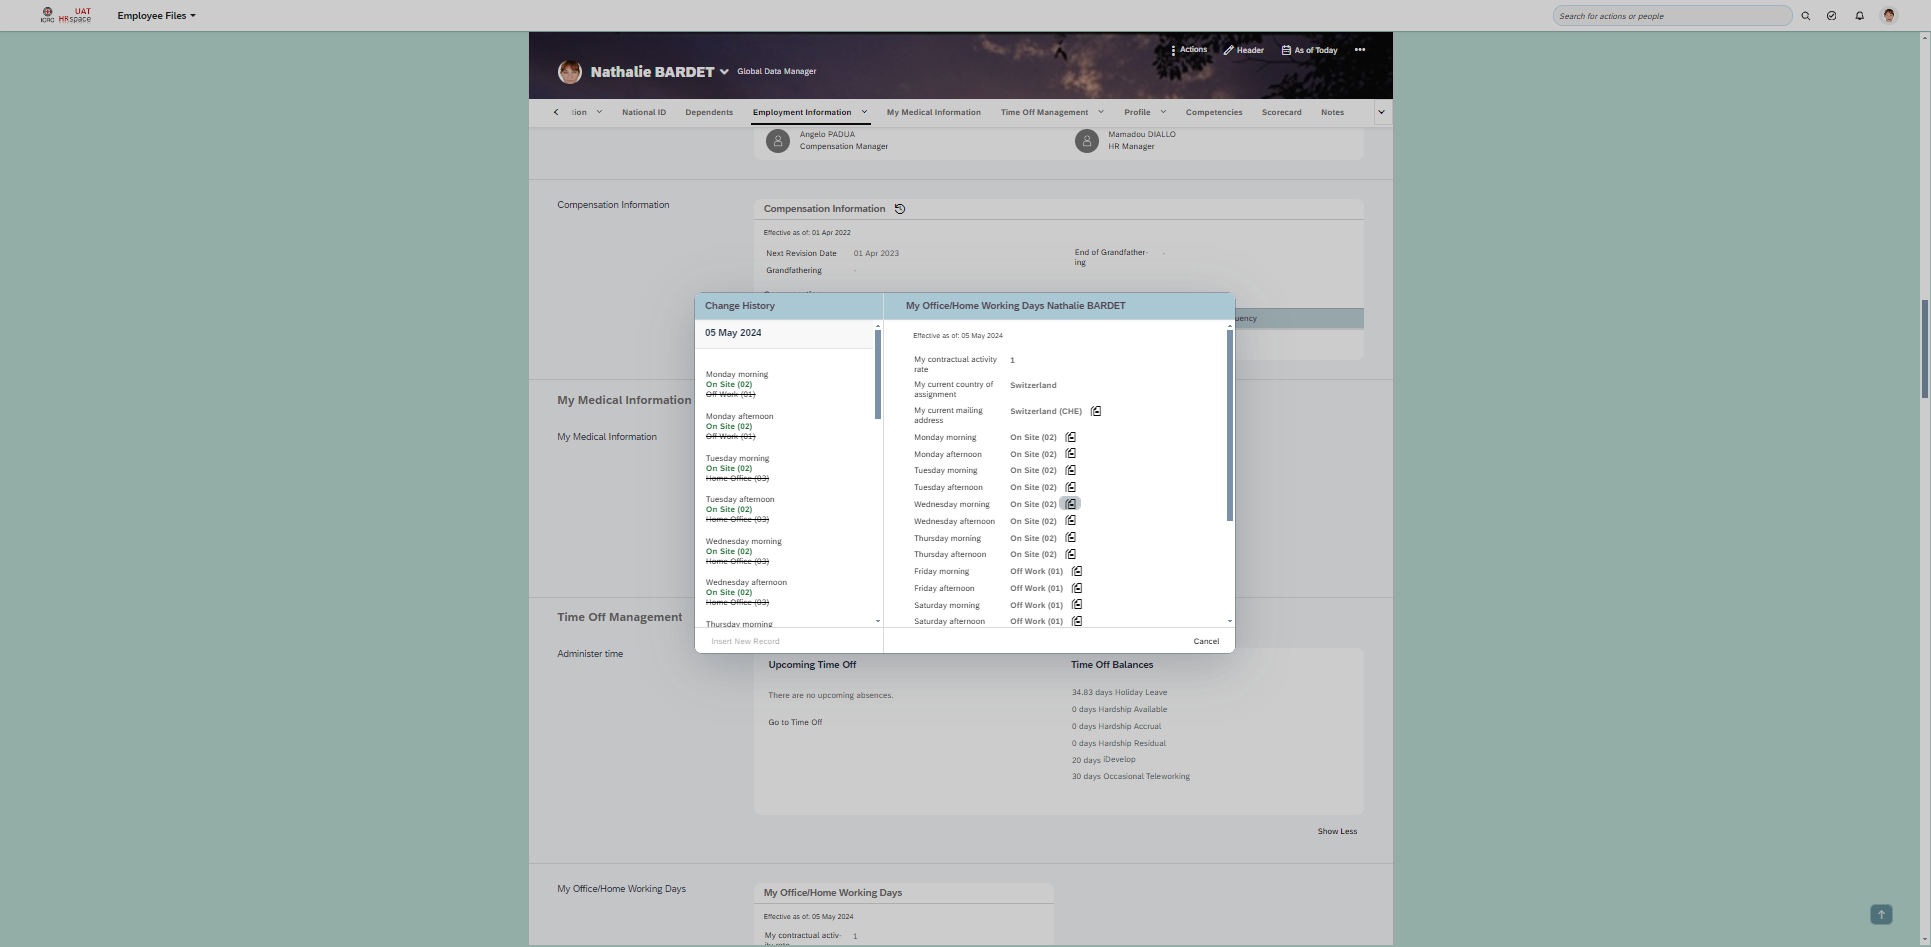 ICRC
UAT
HRspace
Employee Files
Search for actions or people
Actions
Header
As of Today
Nathalie BARDET
Global Data Manager
tion
National ID
Dependents
Employment Information
My Medical Information
Time Off Management
Profile
Competencies
Scorecard
Notes
Angelo PADUA
Compensation Manager
Mamadou DIALLO
HR Manager
Compensation Information
Compensation Information
Effective as of: 01 Apr 2022
Next Revision Date 01 Apr 2023
End of Grandfather-
ing -
Grandfathering -
uency
Change History
05 May 2024
Monday morning
On Site (02)
Off Work (01)
Monday afternoon
On Site (02)
Off Work (01)
Tuesday morning
On Site (02)
Home Office (03)
Tuesday afternoon
On Site (02)
Home Office (03)
Wednesday morning
On Site (02)
Home Office (03)
Wednesday afternoon
On Site (02)
Home Office (03)
Thursday morning
Insert New Record
My Office/Home Working Days Nathalie BARDET
Effective as of: 05 May 2024
My contractual activity
rate 1
My current country of
assignment Switzerland
My current mailing
address Switzerland (CHE)
Monday morning On Site (02)
Monday afternoon On Site (02)
Tuesday morning On Site (02)
Tuesday afternoon On Site (02)
Wednesday morning On Site (02)
Wednesday afternoon On Site (02)
Thursday morning On Site (02)
Thursday afternoon On Site (02)
Friday morning Off Work (01)
Friday afternoon Off Work (01)
Saturday morning Off Work (01)
Saturday afternoon Off Work (01)
Cancel
My Medical Information
My Medical Information
Time Off Management
Administer time
Upcoming Time Off
There are no upcoming absences.
Go to Time Off
Time Off Balances
34.83 days Holiday Leave
0 days Hardship Available
0 days Hardship Accrual
0 days Hardship Residual
20 days iDevelop
30 days Occasional Teleworking
Show Less
My Office/Home Working Days
My Office/Home Working Days
Effective as of: 05 May 2024
My contractual activ- 1
ity rate